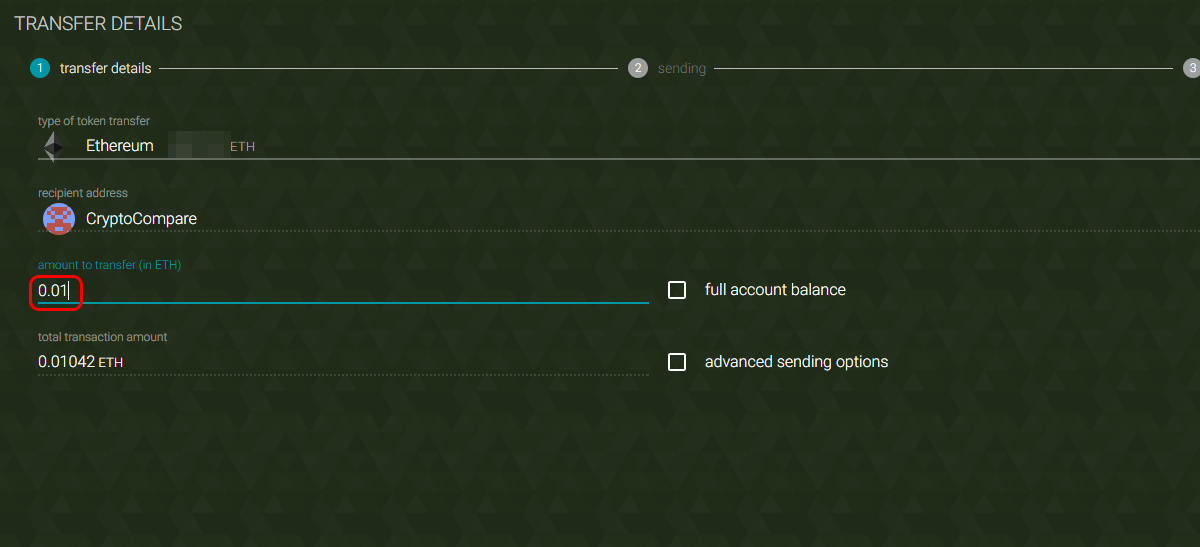 TRANSFER DETAILS
1 transfer details 2 sending 3
type of token transfer
Ethereum ETH
recipient address
CryptoCompare
amount to transfer (in ETH)
0.01 full account balance
total transaction amount
0.01042 ETH advanced sending options